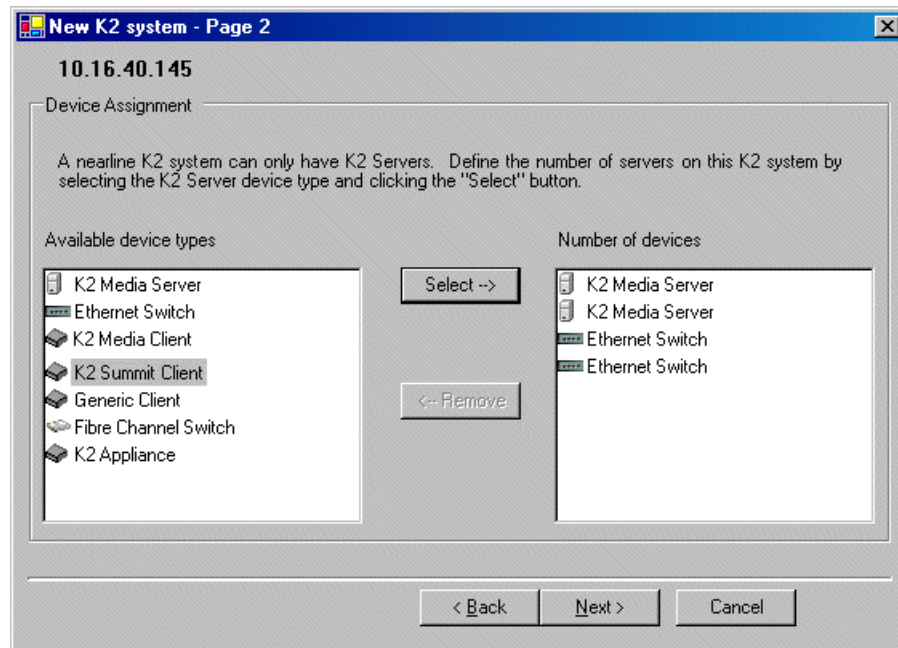 New K2 system - Page 2
10.16.40.145
Device Assignment
A nearline K2 system can only have K2 Servers.  Define the number of servers on this K2 system by
selecting the K2 Server device type and clicking the "Select" button.
Available device types
Number of devices
K2 Media Server
Ethernet Switch
K2 Media Client
K2 Summit Client
Generic Client
Fibre Channel Switch
K2 Appliance
Select -->
<-- Remove
K2 Media Server
K2 Media Server
Ethernet Switch
Ethernet Switch
< Back
Next >
Cancel